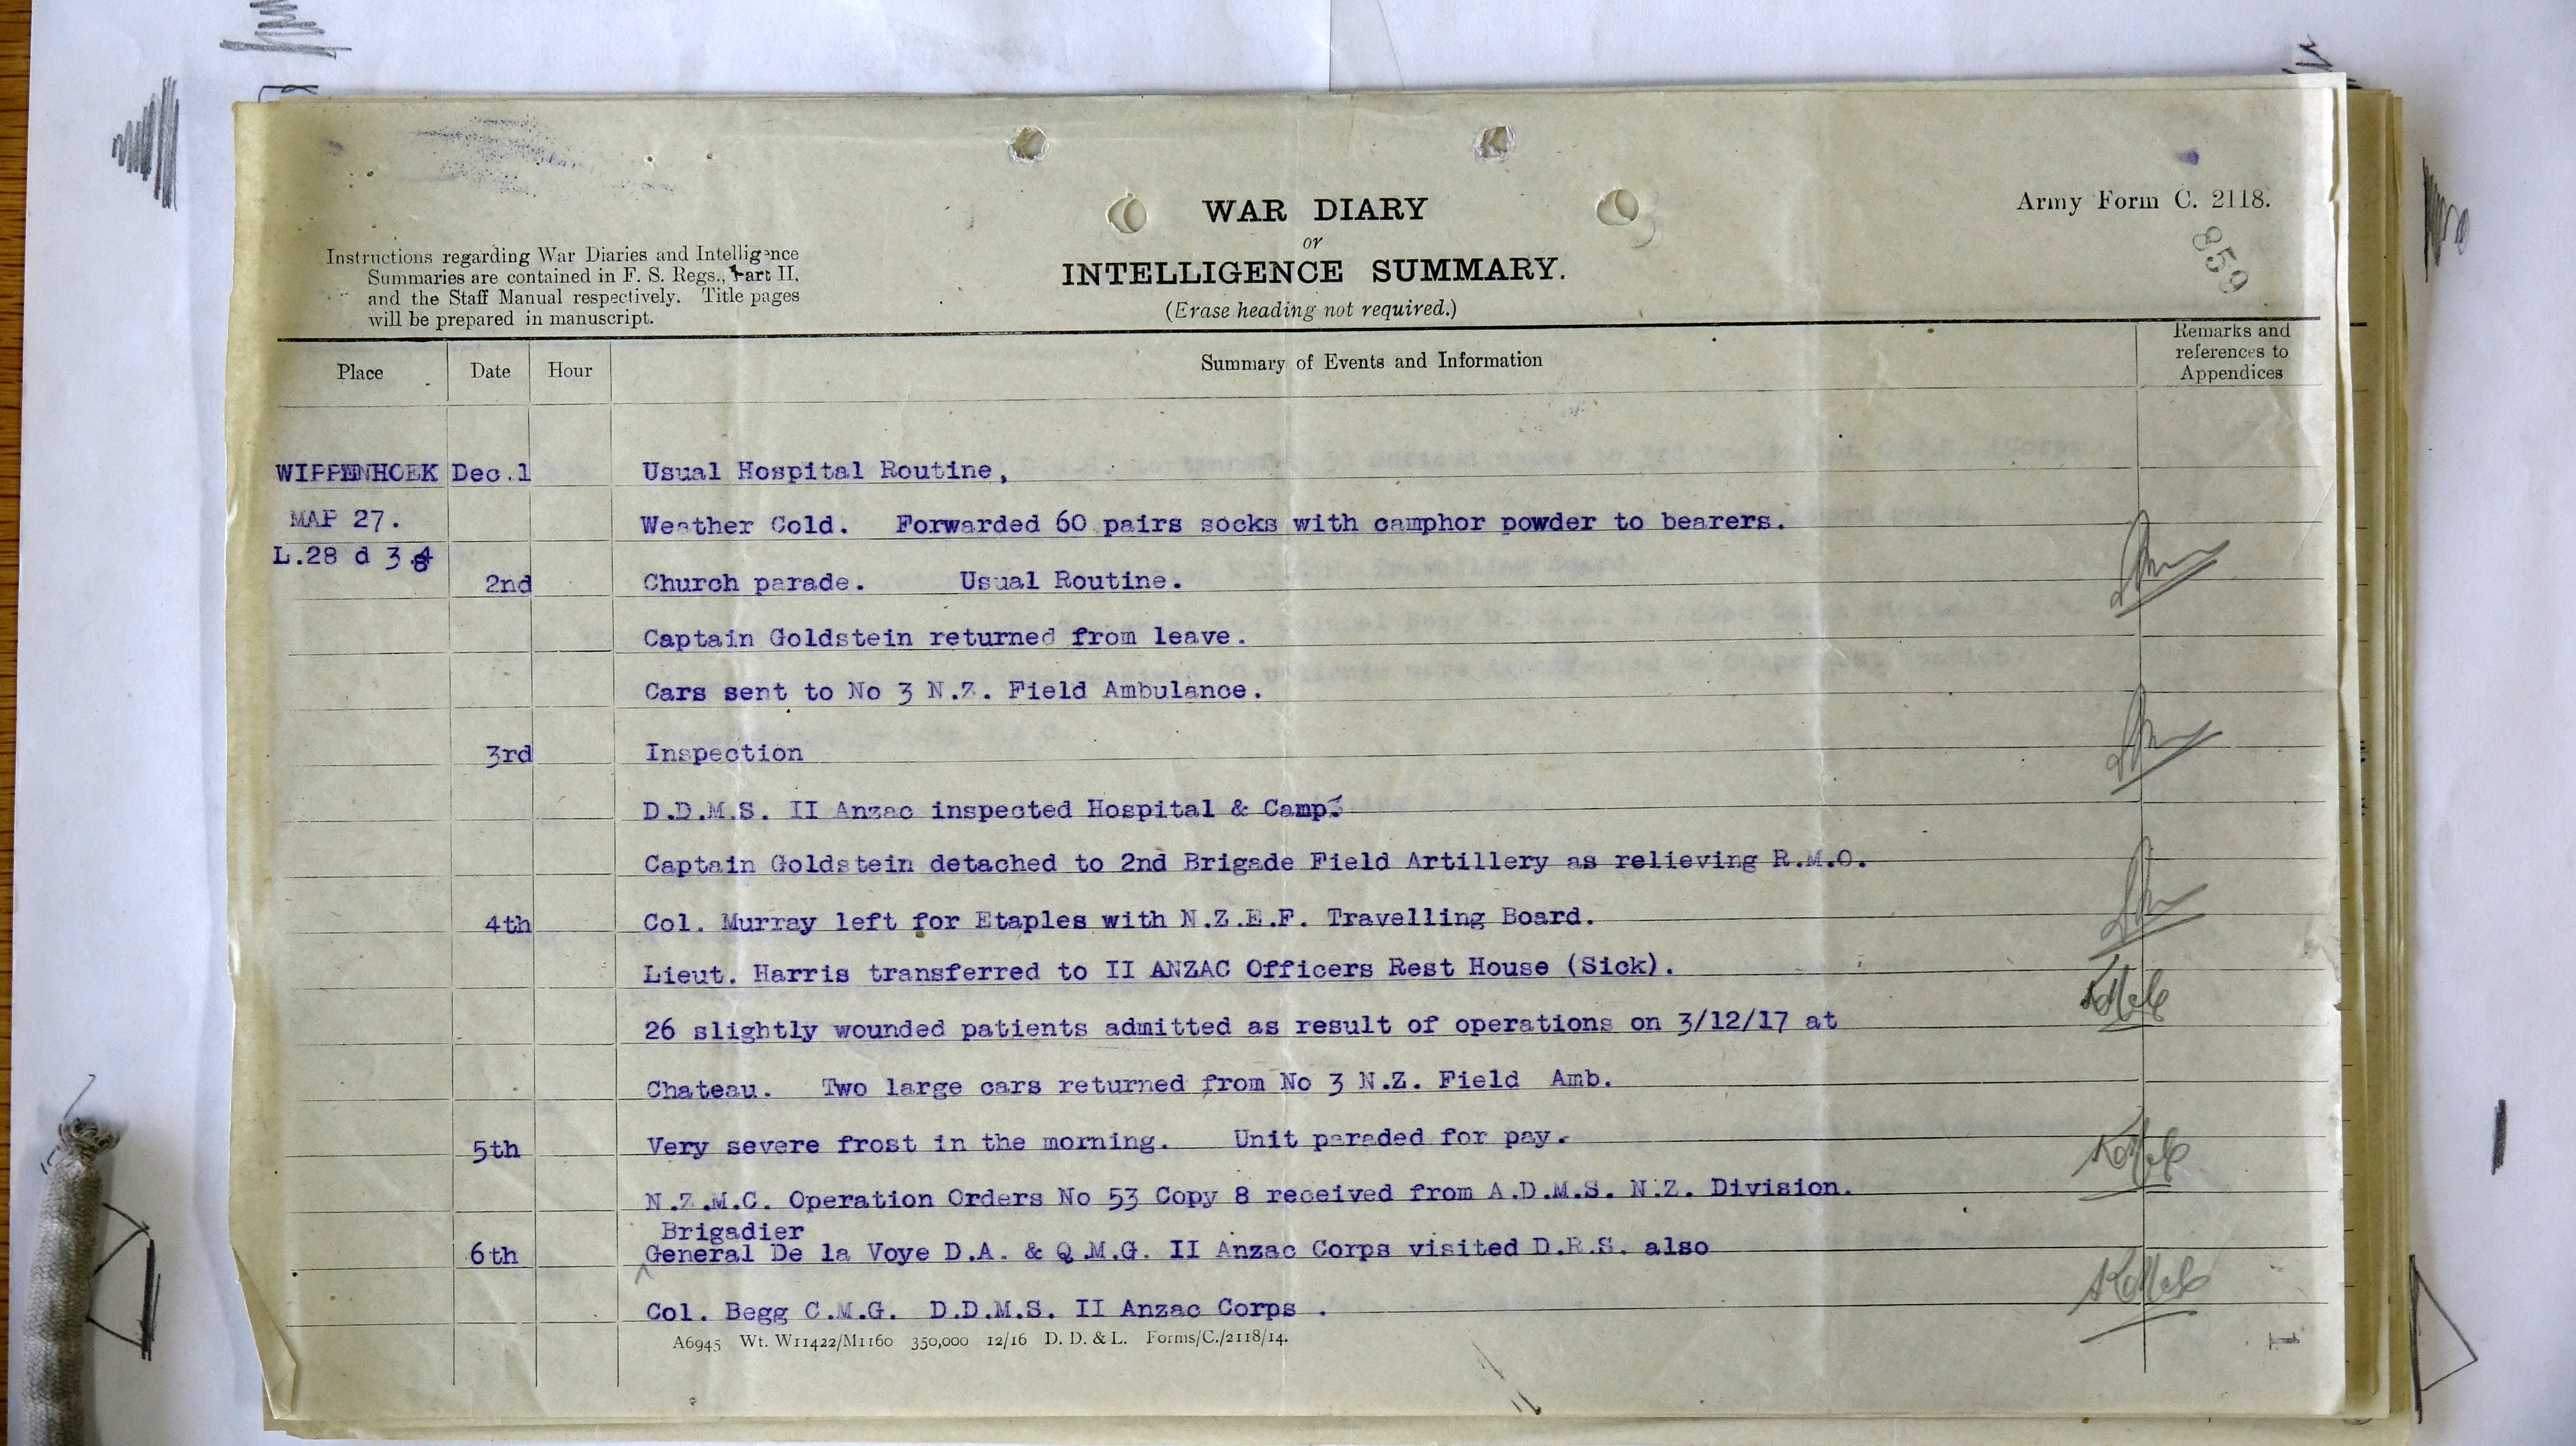 WAR DIARY
or
INTELLIGENCE SUMMARY.
(Erase heading not required.)
Army Form C. 2118.
859
Instructions regarding War Diaries and Intelligence
Summaries are contained in F. S. Regs., Part II.
and the Staff Manual respectively. Title pages
will be prepared in manuscript.
Place Date Hour Summary of Events and Information Remarks and
references to
Appendices
WIPPENHOEK Dec.1 Usual Hospital Routine,
MAP 27. Weather Cold. Forwarded 60 pairs socks with camphor powder to bearers.
L.28 d 3
2nd Church parade. Usual Routine.
Captain Goldstein returned from leave.
Cars sent to No 3 N.Z. Field Ambulance.
3rd Inspection
D.D.M.S. II Anzac inspected Hospital & Camp.
Captain Goldstein detached to 2nd Brigade Field Artillery as relieving R.M.O.
4th Col. Murray left for Etaples with N.Z.E.F. Travelling Board.
Lieut. Harris transferred to II ANZAC Officers Rest House (Sick).
26 slightly wounded patients admitted as result of operations on 3/12/17 at
Chateau. Two large cars returned from No 3 N.Z. Field Amb.
5th Very severe frost in the morning. Unit paraded for pay.
N.Z.M.C. Operation Orders No 53 Copy 8 received from A.D.M.S. N.Z. Division.
Brigadier
6th General De la Voye D.A. & Q.M.G. II Anzac Corps visited D.R.S. also
Col. Begg C.M.G. D.D.M.S. II Anzac Corps .
A6945 Wt. W11422/M1160 350,000 12/16 D. D. & L. Forms/C./2118/14.
1